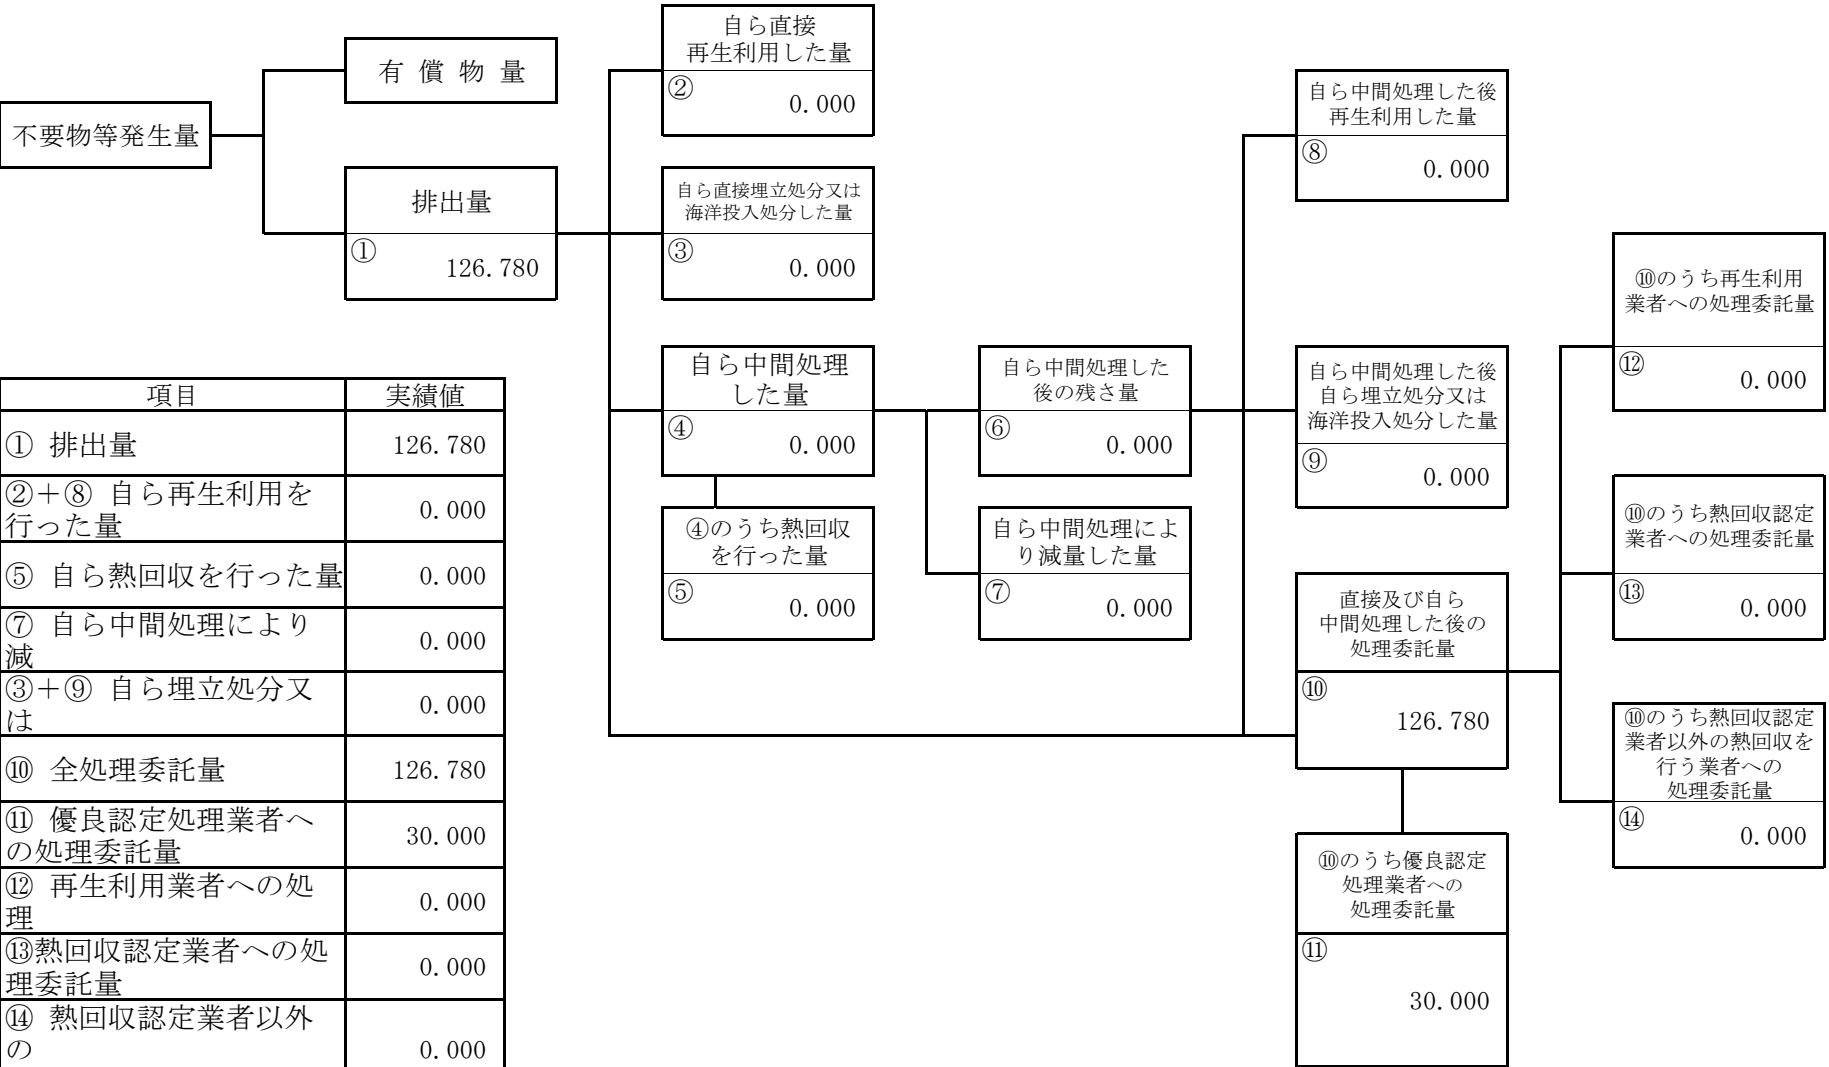 不要物等発生量
有 償 物 量
排出量
①
126.780
自ら直接
再生利用した量
②
0.000
自ら直接埋立処分又は
海洋投入処分した量
③
0.000
自ら中間処理
した量
④
0.000
④のうち熱回収
を行った量
⑤
0.000
自ら中間処理した
後の残さ量
⑥
0.000
自ら中間処理によ
り減量した量
⑦
0.000
自ら中間処理した後
再生利用した量
⑧
0.000
自ら中間処理した後
自ら埋立処分又は
海洋投入処分した量
⑨
0.000
直接及び自ら
中間処理した後の
処理委託量
⑩
126.780
⑩のうち優良認定
処理業者への
処理委託量
⑪
30.000
⑩のうち再生利用
業者への処理委託量
⑫
0.000
⑩のうち熱回収認定
業者への処理委託量
⑬
0.000
⑩のうち熱回収認定
業者以外の熱回収を
行う業者への
処理委託量
⑭
0.000
項目 実績値
① 排出量 126.780
②＋⑧ 自ら再生利用を
行った量 0.000
⑤ 自ら熱回収を行った量 0.000
⑦ 自ら中間処理により
減 0.000
③＋⑨ 自ら埋立処分又
は 0.000
⑩ 全処理委託量 126.780
⑪ 優良認定処理業者へ
の処理委託量 30.000
⑫ 再生利用業者への処
理 0.000
⑬熱回収認定業者への処
理委託量 0.000
⑭ 熱回収認定業者以外
の 0.000